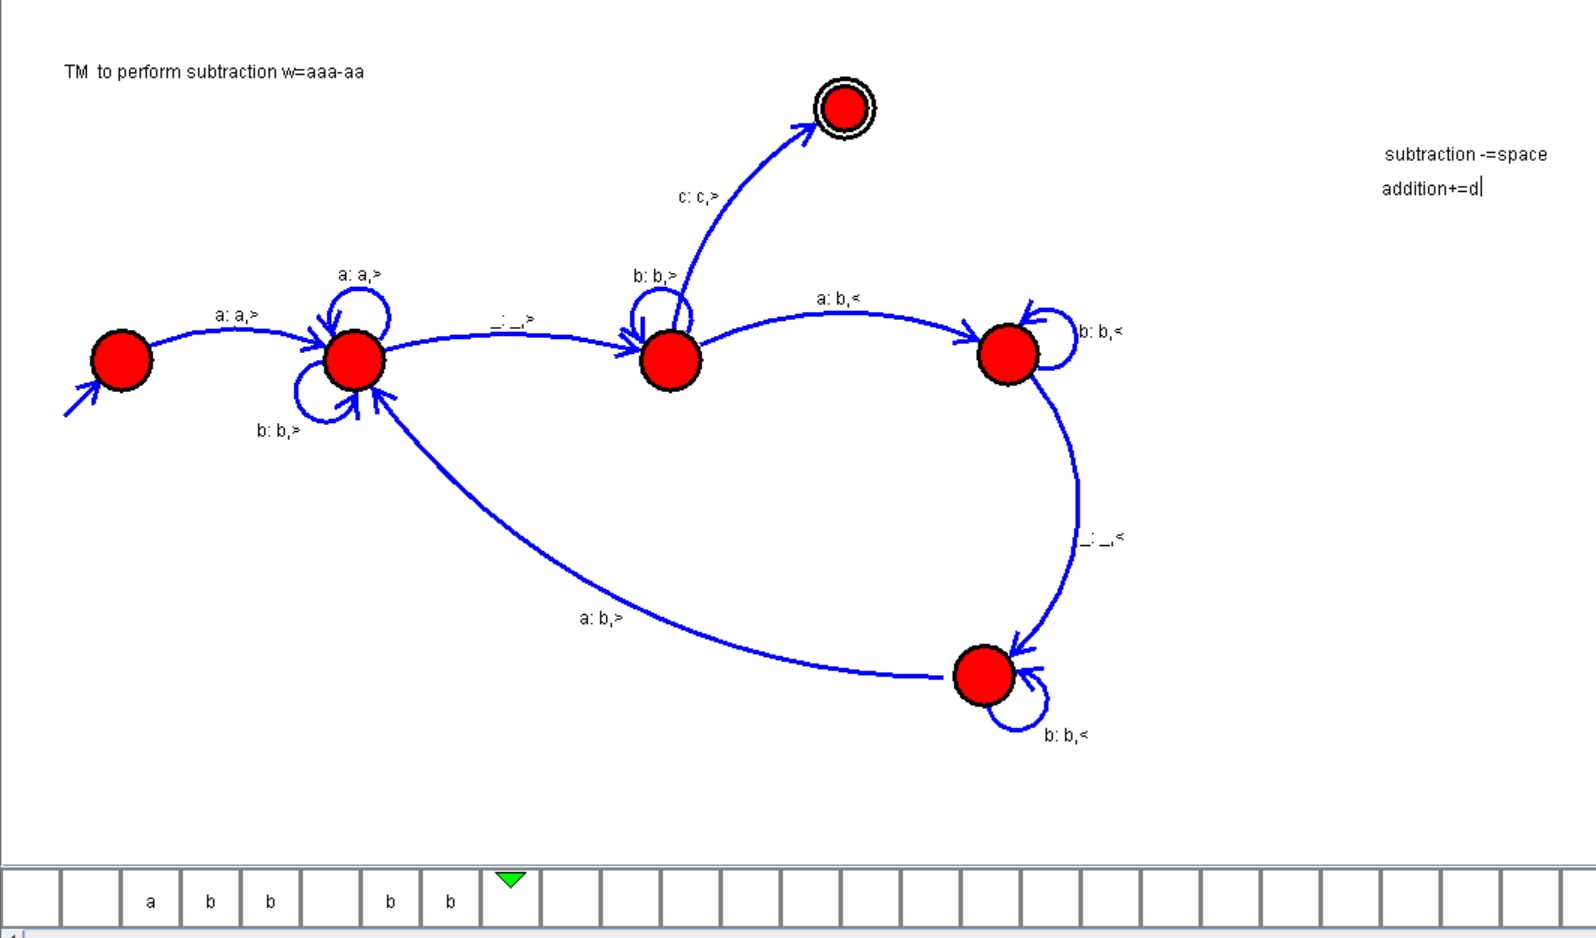 TM to perform subtraction w=aaa-aa
subtraction -=space
addition+=d
c: c,>
a: a,>
b: b,>
a: a,>
_: _,>
a: b,<
b: b,<
b: b,>
_: _,<
a: b,>
b: b,<
a b b b b